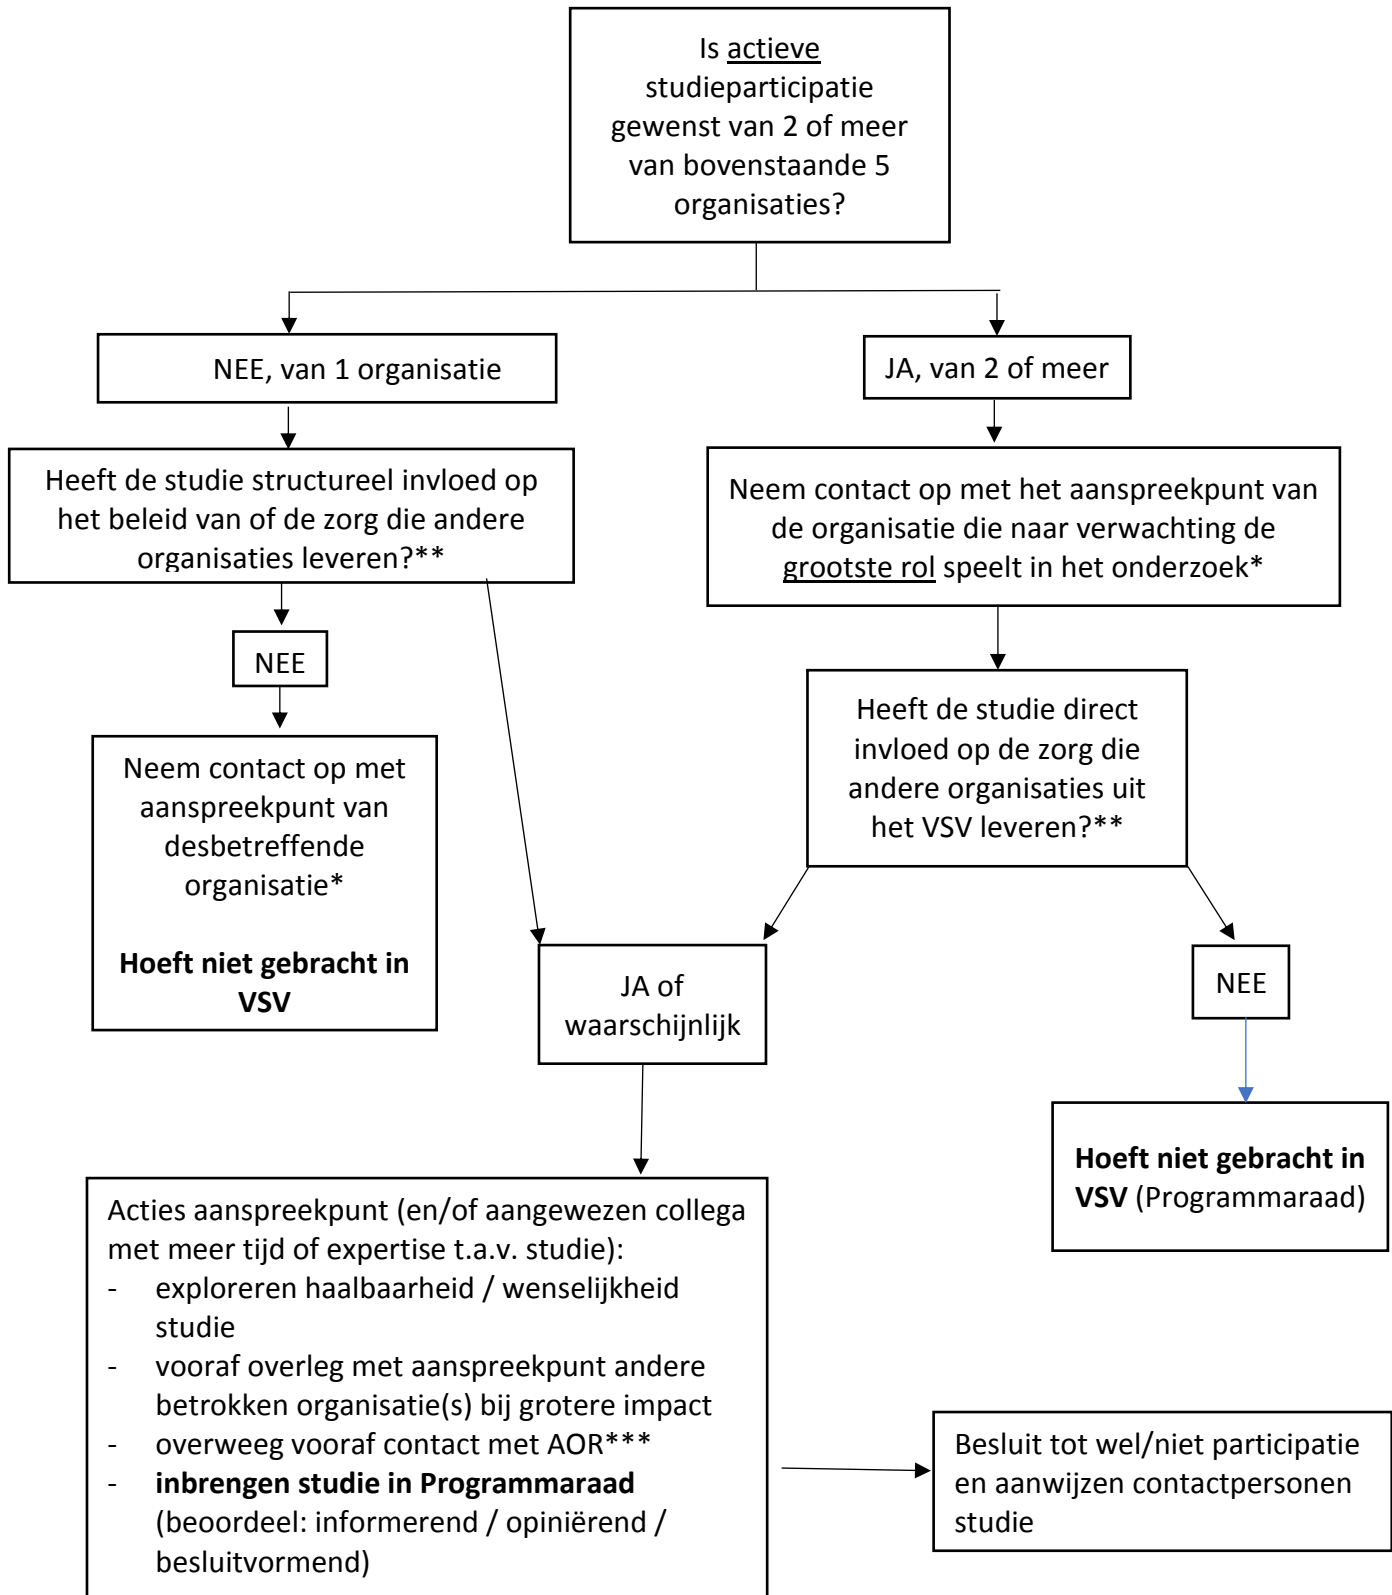 Is actieve
studieparticipatie
gewenst van 2 of meer
van bovenstaande 5
organisaties?
NEE, van 1 organisatie
JA, van 2 of meer
Heeft de studie structureel invloed op
het beleid van of de zorg die andere
organisaties leveren?**
Neem contact op met het aanspreekpunt van
de organisatie die naar verwachting de
grootste rol speelt in het onderzoek*
NEE
Heeft de studie direct
invloed op de zorg die
andere organisaties uit
het VSV leveren?**
Neem contact op met
aanspreekpunt van
desbetreffende
organisatie*
Hoeft niet gebracht in
VSV
JA of
waarschijnlijk
NEE
Hoeft niet gebracht in
VSV (Programmaraad)
Acties aanspreekpunt (en/of aangewezen collega
met meer tijd of expertise t.a.v. studie):
- exploreren haalbaarheid / wenselijkheid
studie
- vooraf overleg met aanspreekpunt andere
betrokken organisatie(s) bij grotere impact
- overweeg vooraf contact met AOR***
- inbrengen studie in Programmaraad
(beoordeel: informerend / opiniërend /
besluitvormend)
Besluit tot wel/niet participatie
en aanwijzen contactpersonen
studie